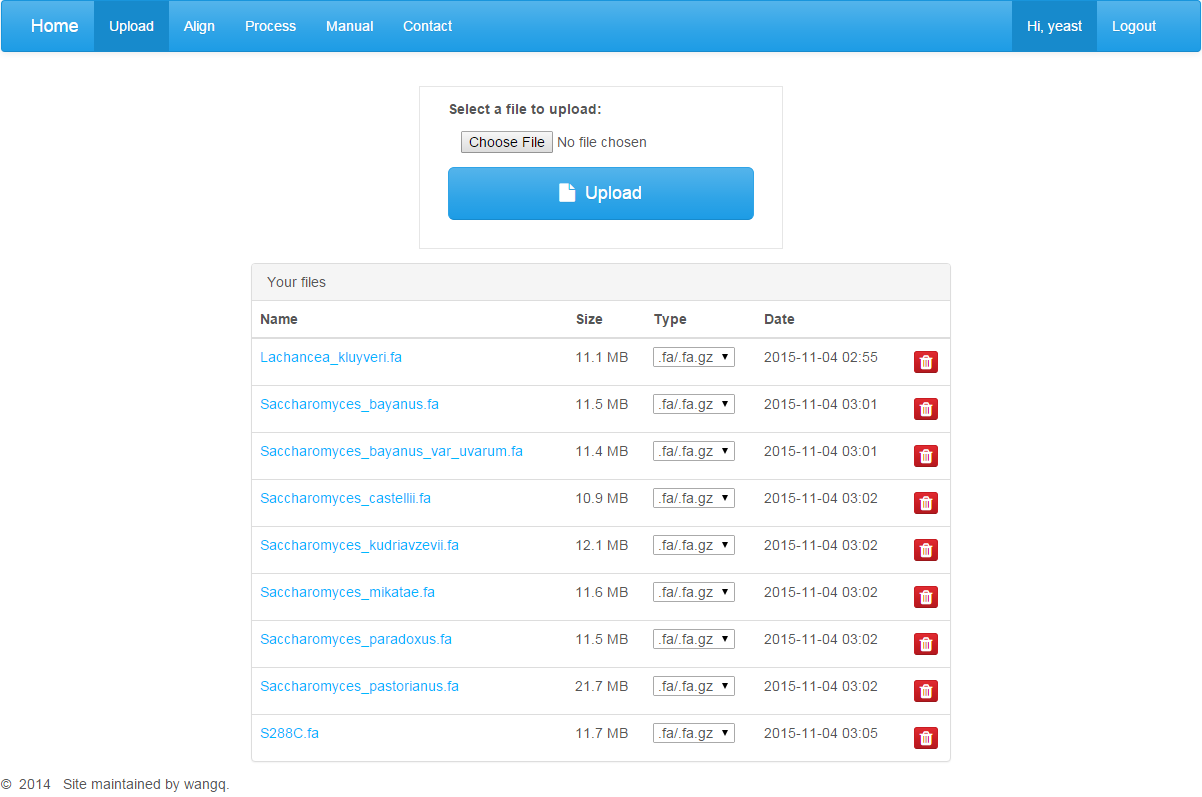 Home Upload Align Process Manual Contact Hi, yeast Logout
Select a file to upload:
Choose File No file chosen
Upload
Your files
Name Size Type Date
Lachancea_kluyveri.fa 11.1 MB .fa/.fa.gz 2015-11-04 02:55
Saccharomyces_bayanus.fa 11.5 MB .fa/.fa.gz 2015-11-04 03:01
Saccharomyces_bayanus_var_uvarum.fa 11.4 MB .fa/.fa.gz 2015-11-04 03:01
Saccharomyces_castellii.fa 10.9 MB .fa/.fa.gz 2015-11-04 03:02
Saccharomyces_kudriavzevii.fa 12.1 MB .fa/.fa.gz 2015-11-04 03:02
Saccharomyces_mikatae.fa 11.6 MB .fa/.fa.gz 2015-11-04 03:02
Saccharomyces_paradoxus.fa 11.5 MB .fa/.fa.gz 2015-11-04 03:02
Saccharomyces_pastorianus.fa 21.7 MB .fa/.fa.gz 2015-11-04 03:02
S288C.fa 11.7 MB .fa/.fa.gz 2015-11-04 03:05
© 2014 Site maintained by wangq.